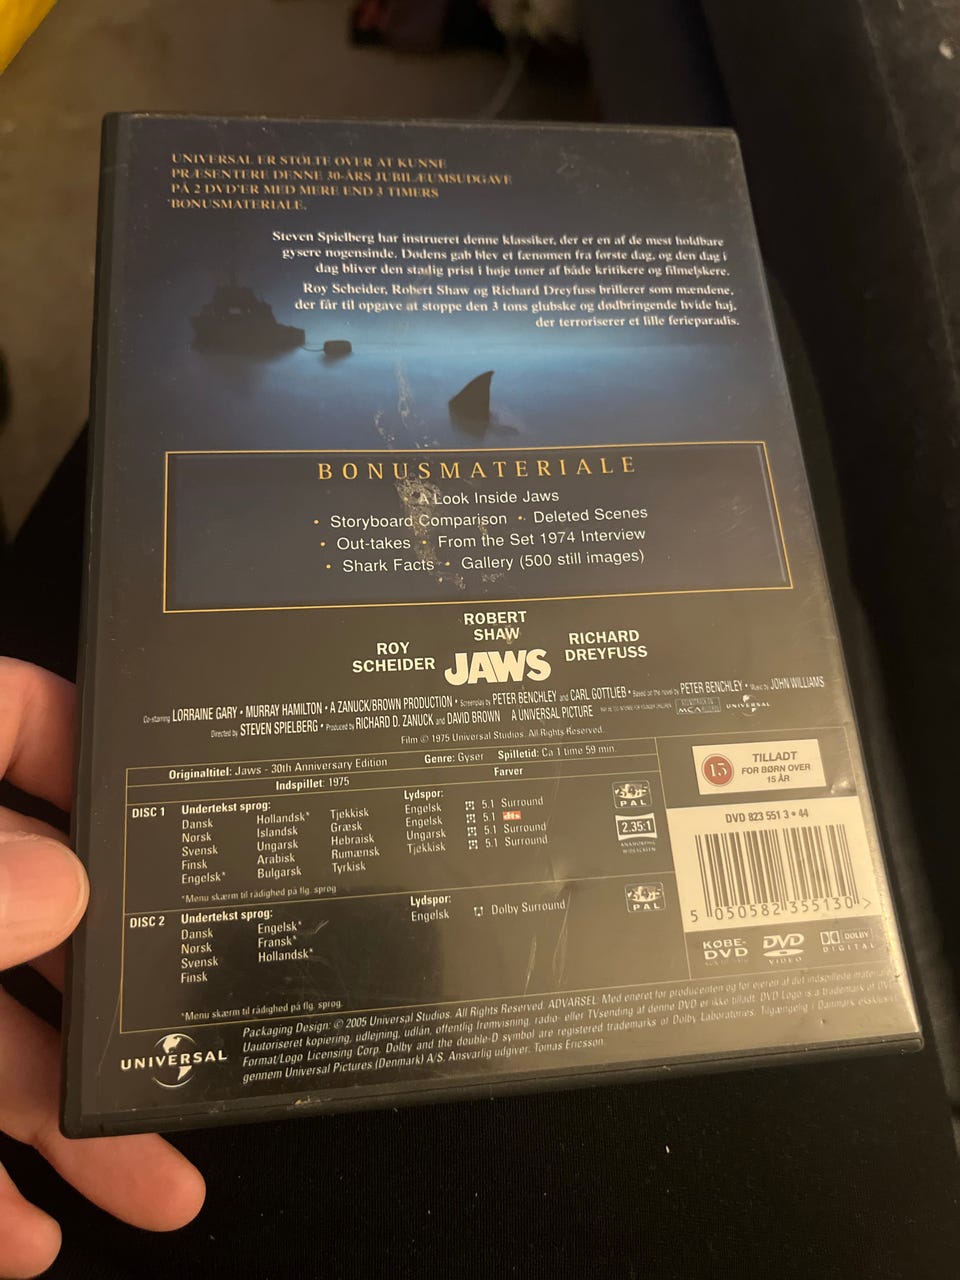 UNIVERSAL ER STOLTE OVER AT KUNNE
PRÆSENTERE DENNE 30-ÅRS JUBILÆUMSUDGAVE
PÅ 2 DVD'ER MED MERE END 3 TIMERS
BONUSMATERIALE.
Steven Spielberg har instrueret denne klassiker, der er en af de mest holdbare
gysere nogensinde. Dødens gab blev et fænomen fra første dag, og den dag i
dag bliver den stadig prist i høje toner af både kritikere og filmelskere.
Roy Scheider, Robert Shaw og Richard Dreyfuss brillerer som mændene,
der får til opgave at stoppe den 3 tons glubske og dødbringende hvide haj,
der terroriserer et lille ferieparadis.
BONUSMATERIALE
• A Look Inside Jaws
• Storyboard Comparison • Deleted Scenes
• Out-takes • From the Set 1974 Interview
• Shark Facts • Gallery (500 still images)
ROY SCHEIDER
ROBERT SHAW
RICHARD DREYFUSS
JAWS
Co-starring LORRAINE GARY • MURRAY HAMILTON • A ZANUCK/BROWN PRODUCTION • Screenplay by PETER BENCHLEY and CARL GOTTLIEB • Based on the novel by PETER BENCHLEY • Music by JOHN WILLIAMS
Directed by STEVEN SPIELBERG • Produced by RICHARD D. ZANUCK and DAVID BROWN A UNIVERSAL PICTURE
MCA
UNIVERSAL
Film © 1975 Universal Studios. All Rights Reserved.
Originaltitel: Jaws - 30th Anniversary Edition Genre: Gyser Spilletid: Ca 1 time 59 min.
Indspillet: 1975 Farver
DISC 1
Undertekst sprog:
Dansk
Norsk
Svensk
Finsk
Engelsk*
Hollandsk*
Islandsk
Ungarsk
Arabisk
Bulgarsk
Tjekkisk
Græsk
Hebraisk
Rumænsk
Tyrkisk
Lydspor:
Engelsk 5.1 Surround
Engelsk 5.1 dts
Ungarsk 5.1 Surround
Tjekkisk 5.1 Surround
*Menu skærm til rådighed på flg. sprog
PAL
2.35:1
ANAMORPHIC
WIDESCREEN
DISC 2
Undertekst sprog:
Dansk
Norsk
Svensk
Finsk
Engelsk*
Fransk*
Hollandsk*
Lydspor:
Engelsk Dolby Surround
*Menu skærm til rådighed på flg. sprog.
PAL
15
TILLADT
FOR BØRN OVER
15 ÅR
DVD 823 551 3 • 44
5 050582 355130 >
KØBE-
DVD
DVD
VIDEO
DOLBY
DIGITAL
UNIVERSAL
Packaging Design: © 2005 Universal Studios. All Rights Reserved. ADVARSEL: Med eneret for producenten og for ejeren af det indspillede materiale
Uautoriseret kopiering, udlejning, udlån, offentlig fremvisning, radio- eller TVsending af denne DVD er ikke tilladt. DVD Logo is a trademark of DVD
Format/Logo Licensing Corp. Dolby and the double-D symbol are registered trademarks of Dolby Laboratories. Tilgængelig i Danmark eksklusivt
gennem Universal Pictures (Denmark) A/S. Ansvarlig udgiver: Tomas Ericsson.